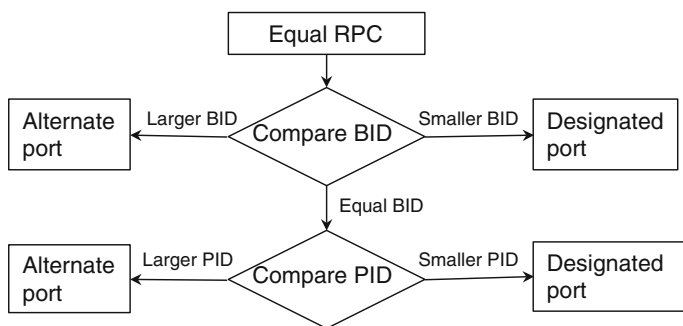 Equal RPC
Larger BID
Smaller BID
Alternate
port
Compare BID
Designated
port
Equal BID
Larger PID
Smaller PID
Alternate
port
Compare PID
Designated
port